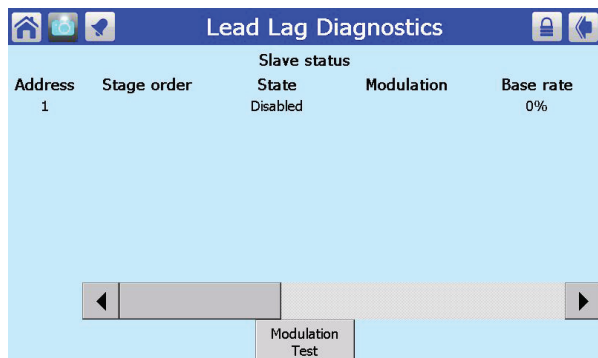 Lead Lag Diagnostics
Slave status
Address Stage order State Modulation Base rate
1 Disabled 0%
Modulation
Test